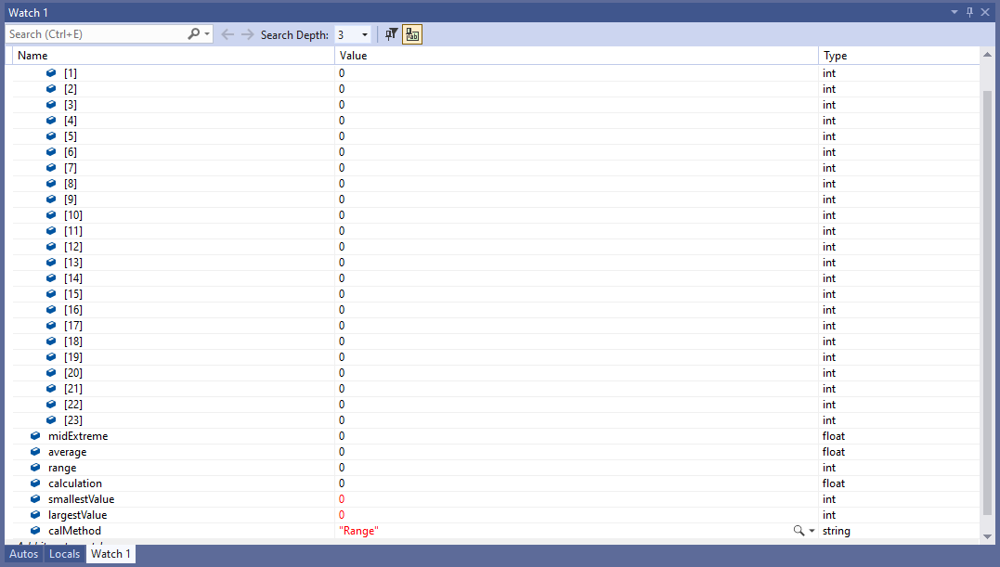 Watch 1
Search (Ctrl+E) Search Depth: 3
Name Value Type
[1] 0 int
[2] 0 int
[3] 0 int
[4] 0 int
[5] 0 int
[6] 0 int
[7] 0 int
[8] 0 int
[9] 0 int
[10] 0 int
[11] 0 int
[12] 0 int
[13] 0 int
[14] 0 int
[15] 0 int
[16] 0 int
[17] 0 int
[18] 0 int
[19] 0 int
[20] 0 int
[21] 0 int
[22] 0 int
[23] 0 int
midExtreme 0 float
average 0 float
range 0 int
calculation 0 float
smallestValue 0 int
largestValue 0 int
calMethod "Range" string
Autos Locals Watch 1